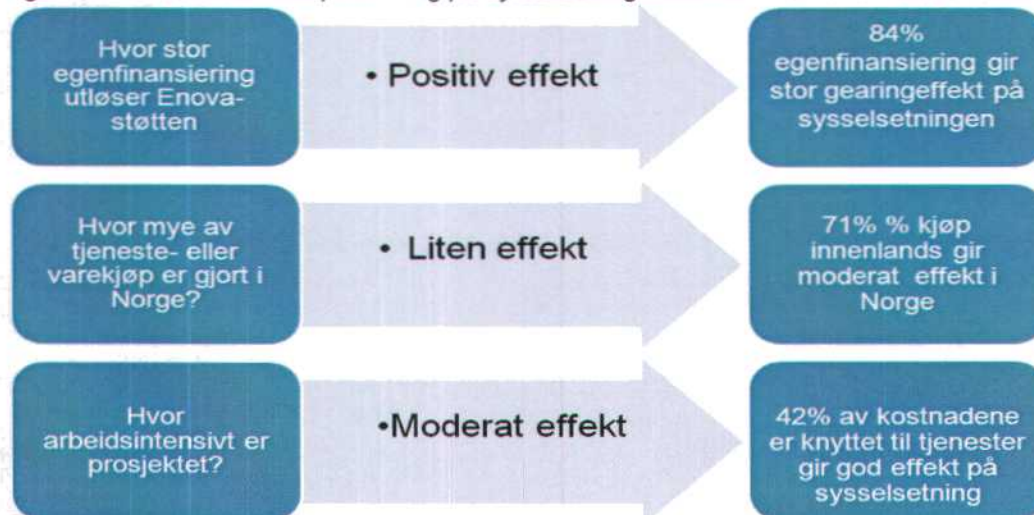 Hvor stor
egenfinansiering
utløser Enova-
støtten
• Positiv effekt
84%
egenfinansiering gir
stor gearingeffekt på
sysselsetningen
Hvor mye av
tjeneste- eller
varekjøp er gjort i
Norge?
• Liten effekt
71% % kjøp
innenlands gir
moderat effekt i
Norge
Hvor
arbeidsintensivt er
prosjektet?
•Moderat effekt
42% av kostnadene
er knyttet til tjenester
gir god effekt på
sysselsetning